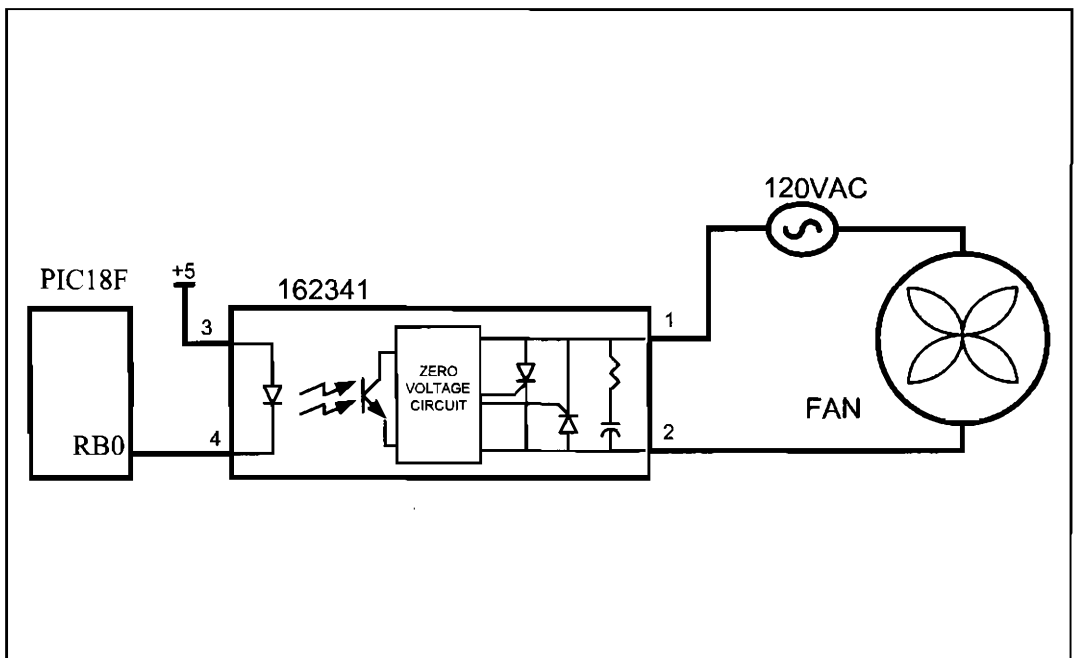 120VAC
PIC18F
+5
162341
3
1
ZERO
VOLTAGE
CIRCUIT
FAN
RB0
4
2